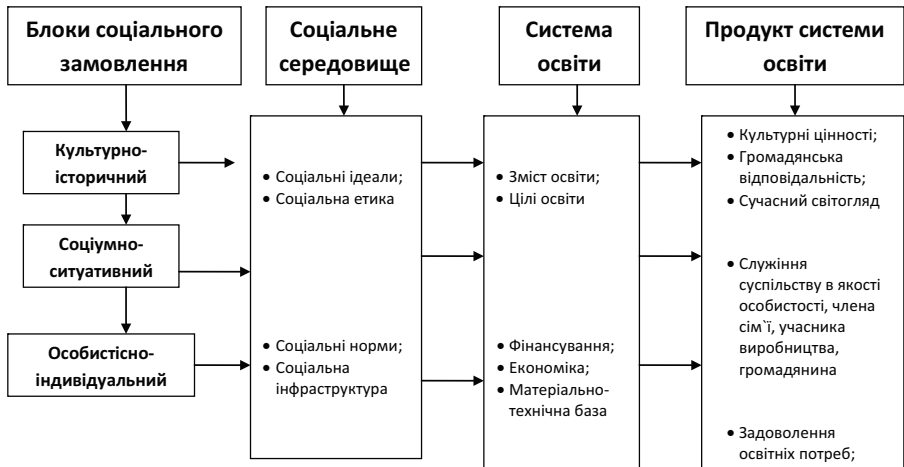 Блоки соціального
замовлення
Соціальне
середовище
Система
освіти
Продукт системи
освіти
Культурно-
історичний
Соціумно-
ситуативний
Особистісно-
індивідуальний
• Соціальні ідеали;
• Соціальна етика
• Соціальні норми;
• Соціальна
інфраструктура
• Зміст освіти;
• Цілі освіти
• Фінансування;
• Економіка;
• Матеріально-
технічна база
• Культурні цінності;
• Громадянська
відповідальність;
• Сучасний світогляд
• Служіння
суспільству в якості
особистості, члена
сім`ї, учасника
виробництва,
громадянина
• Задоволення
освітніх потреб;